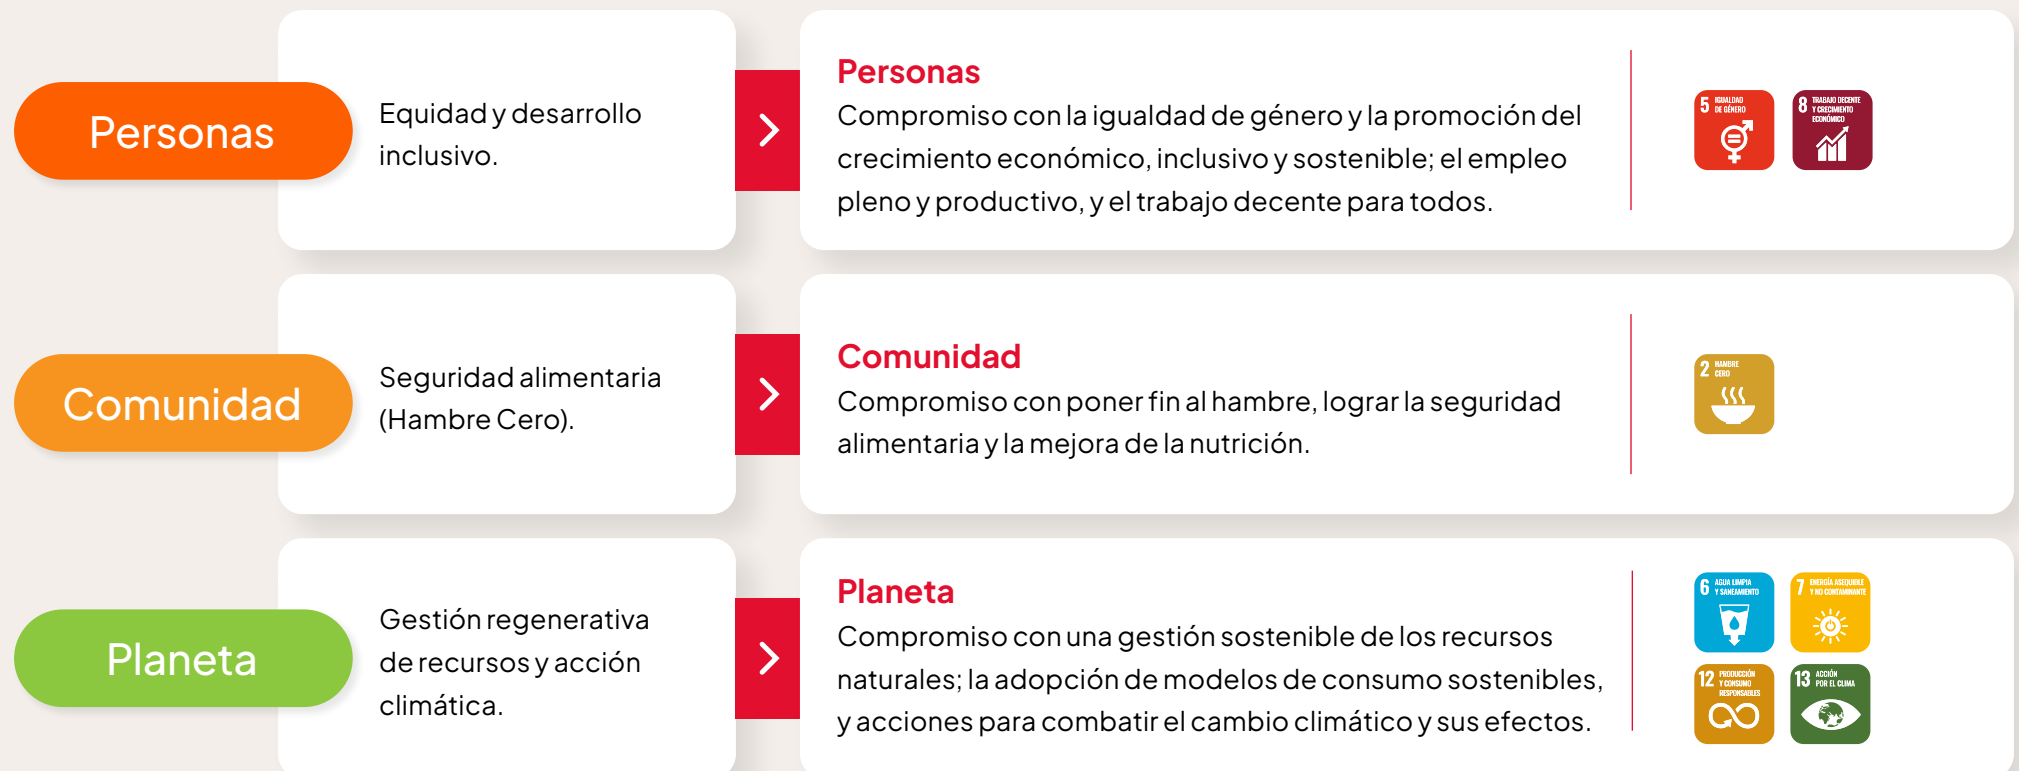 Personas
Equidad y desarrollo
inclusivo.
Personas
Compromiso con la igualdad de género y la promoción del
crecimiento económico, inclusivo y sostenible; el empleo
pleno y productivo, y el trabajo decente para todos.
5 IGUALDAD
DE GÉNERO
8 TRABAJO DECENTE
Y CRECIMIENTO
ECONÓMICO
Comunidad
Seguridad alimentaria
(Hambre Cero).
Comunidad
Compromiso con poner fin al hambre, lograr la seguridad
alimentaria y la mejora de la nutrición.
2 HAMBRE
CERO
Planeta
Gestión regenerativa
de recursos y acción
climática.
Planeta
Compromiso con una gestión sostenible de los recursos
naturales; la adopción de modelos de consumo sostenibles,
y acciones para combatir el cambio climático y sus efectos.
6 AGUA LIMPIA
Y SANEAMIENTO
7 ENERGÍA ASEQUIBLE
Y NO CONTAMINANTE
12 PRODUCCIÓN
Y CONSUMO
RESPONSABLES
13 ACCIÓN
POR EL CLIMA